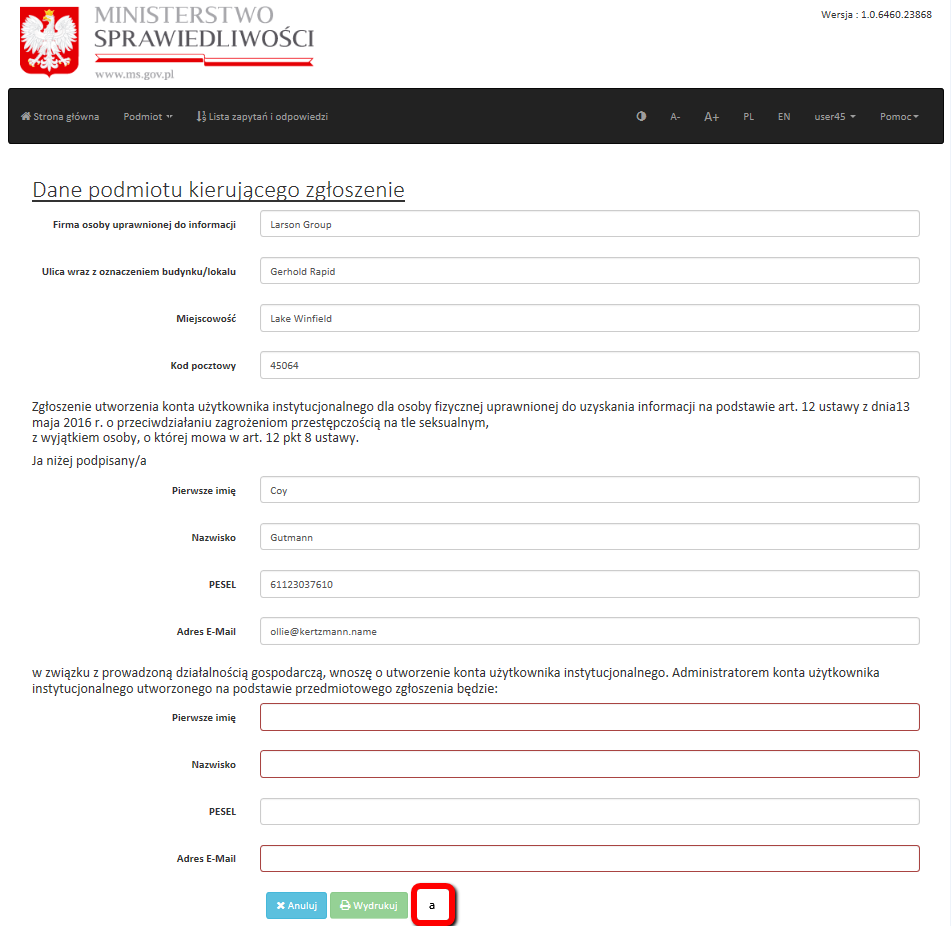 MINISTERSTWO
SPRAWIEDLIWOŚCI
www.ms.gov.pl
Wersja : 1.0.6460.23868
Strona główna Podmiot Lista zapytań i odpowiedzi A- A+ PL EN user45 Pomoc
Dane podmiotu kierującego zgłoszenie
Firma osoby uprawnionej do informacji Larson Group
Ulica wraz z oznaczeniem budynku/lokalu Gerhold Rapid
Miejscowość Lake Winfield
Kod pocztowy 45064
Zgłoszenie utworzenia konta użytkownika instytucjonalnego dla osoby fizycznej uprawnionej do uzyskania informacji na podstawie art. 12 ustawy z dnia13
maja 2016 r. o przeciwdziałaniu zagrożeniom przestępczością na tle seksualnym,
z wyjątkiem osoby, o której mowa w art. 12 pkt 8 ustawy.
Ja niżej podpisany/a
Pierwsze imię Coy
Nazwisko Gutmann
PESEL 61123037610
Adres E-Mail ollie@kertzmann.name
w związku z prowadzoną działalnością gospodarczą, wnoszę o utworzenie konta użytkownika instytucjonalnego. Administratorem konta użytkownika
instytucjonalnego utworzonego na podstawie przedmiotowego zgłoszenia będzie:
Pierwsze imię
Nazwisko
PESEL
Adres E-Mail
Anuluj Wydrukuj a